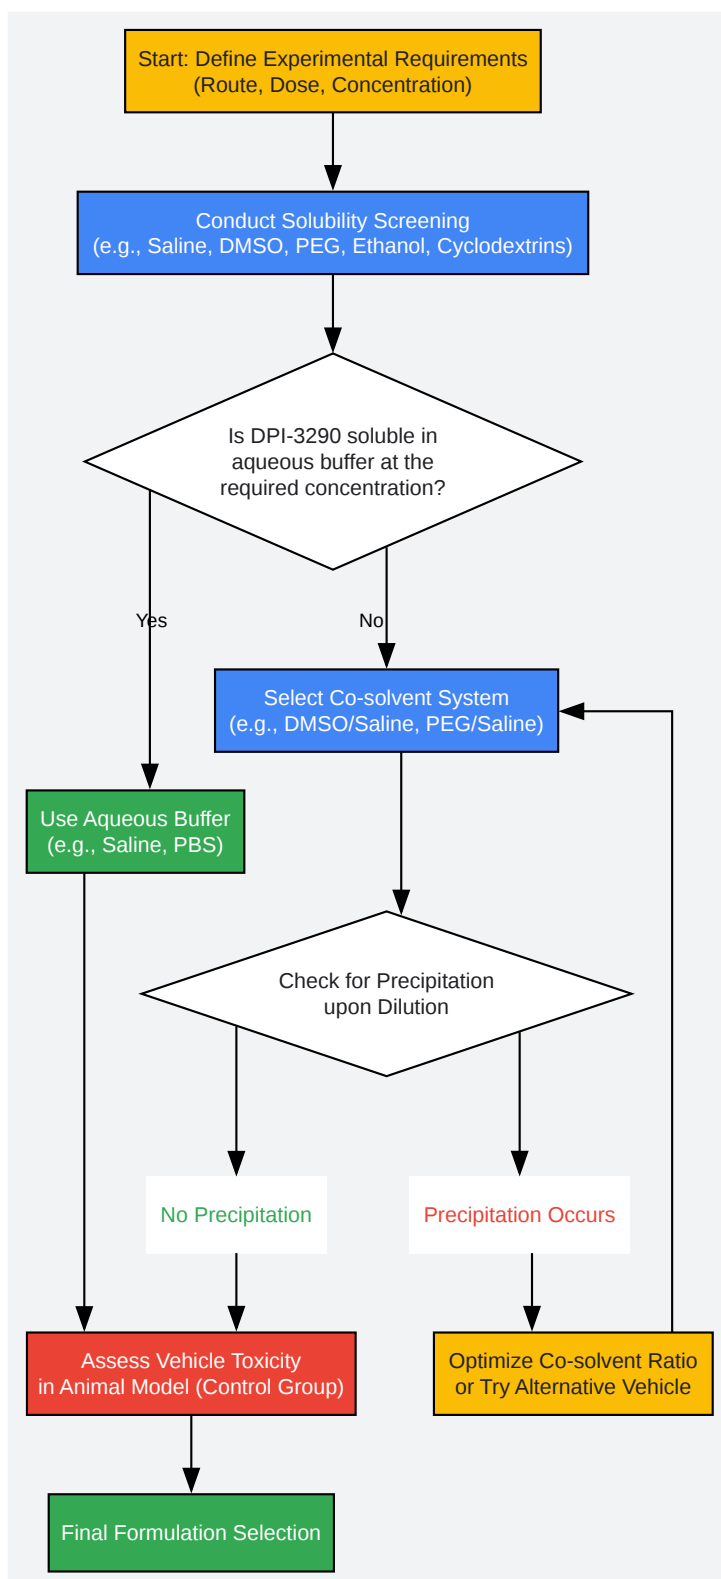 Start: Define Experimental Requirements
(Route, Dose, Concentration)
Conduct Solubility Screening
(e.g., Saline, DMSO, PEG, Ethanol, Cyclodextrins)
Is DPI-3290 soluble in
aqueous buffer at the
required concentration?
Yes
No
Select Co-solvent System
(e.g., DMSO/Saline, PEG/Saline)
Use Aqueous Buffer
(e.g., Saline, PBS)
Check for Precipitation
upon Dilution
No Precipitation
Precipitation Occurs
Assess Vehicle Toxicity
in Animal Model (Control Group)
Optimize Co-solvent Ratio
or Try Alternative Vehicle
Final Formulation Selection